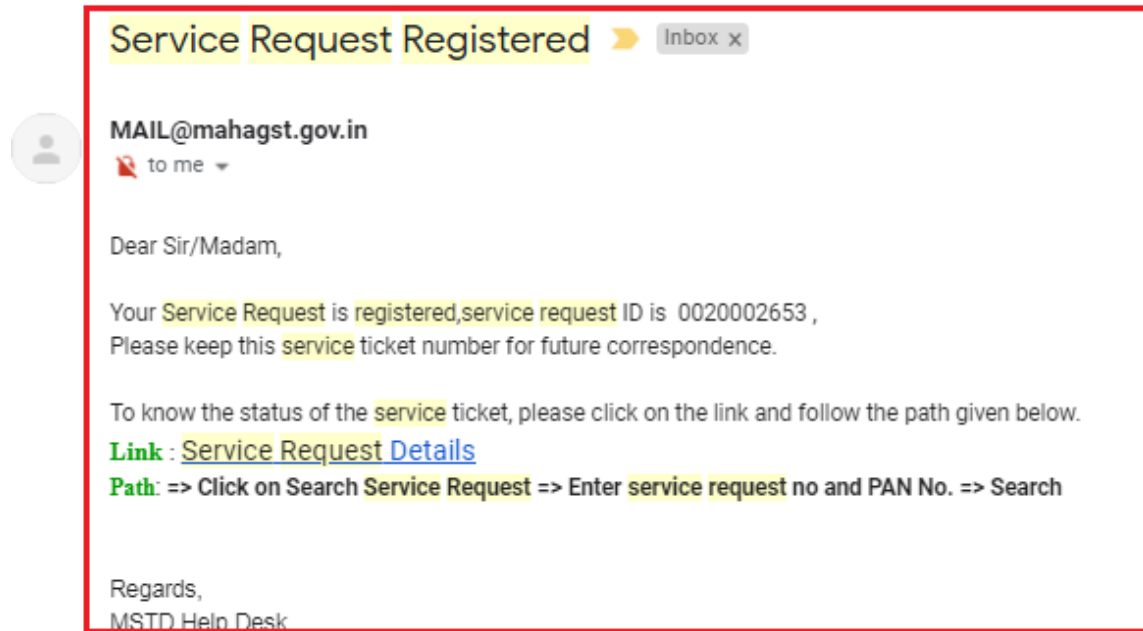 Service Request Registered Inbox x
MAIL@mahagst.gov.in
to me
Dear Sir/Madam,
Your Service Request is registered,service request ID is 0020002653 ,
Please keep this service ticket number for future correspondence.
To know the status of the service ticket, please click on the link and follow the path given below.
Link : Service Request Details
Path: => Click on Search Service Request => Enter service request no and PAN No. => Search
Regards,
MSTD Help Desk